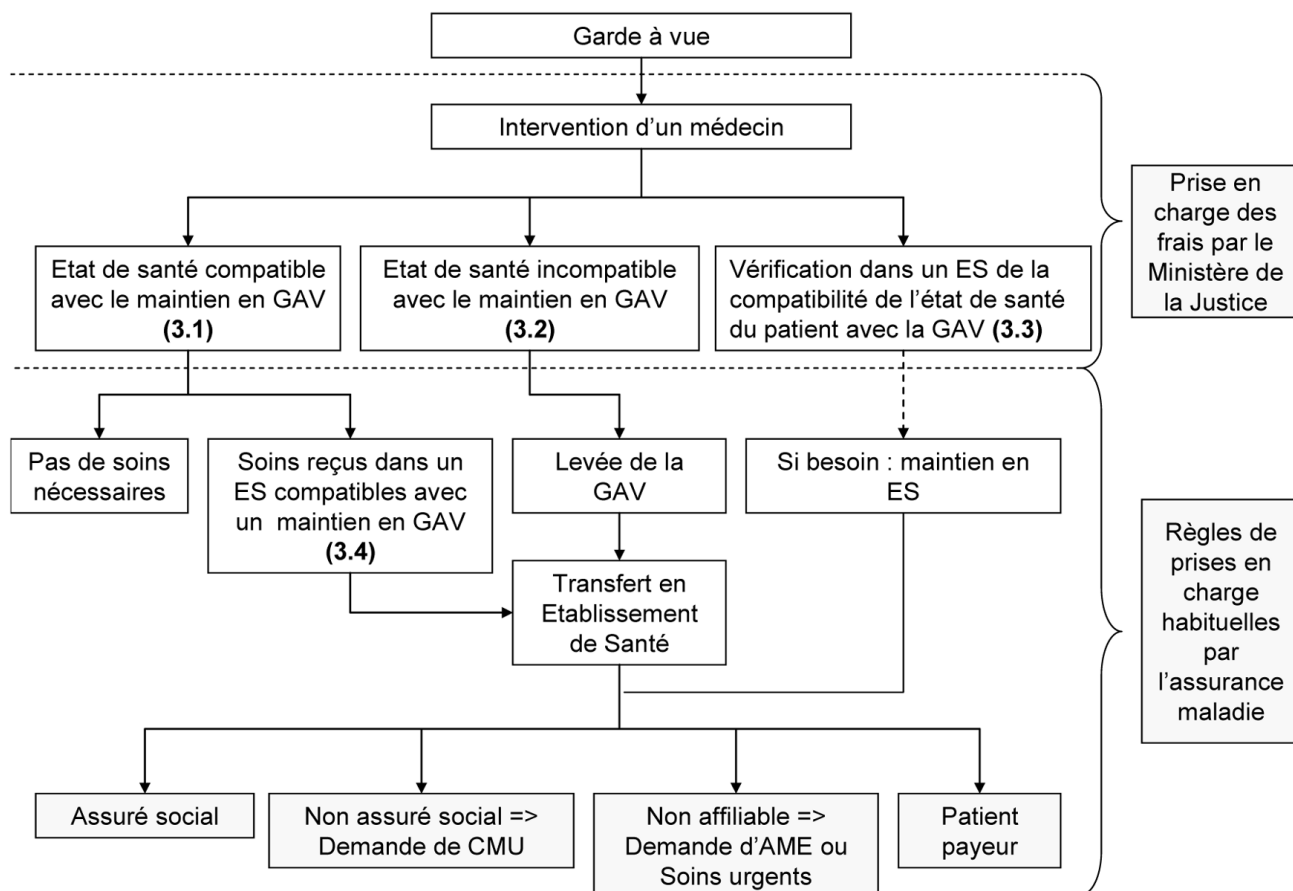 Garde à vue
Intervention d’un médecin
Prise en
charge des
frais par le
Ministère de
la Justice
Etat de santé compatible
avec le maintien en GAV
(3.1)
Etat de santé incompatible
avec le maintien en GAV
(3.2)
Vérification dans un ES de la
compatibilité de l’état de santé
du patient avec la GAV (3.3)
Pas de soins
nécessaires
Soins reçus dans un
ES compatibles avec
un maintien en GAV
(3.4)
Levée de la
GAV
Si besoin : maintien en
ES
Transfert en
Etablissement
de Santé
Règles de
prises en
charge
habituelles
par
l’assurance
maladie
Assuré social
Non assuré social =>
Demande de CMU
Non affiliable =>
Demande d’AME ou
Soins urgents
Patient
payeur